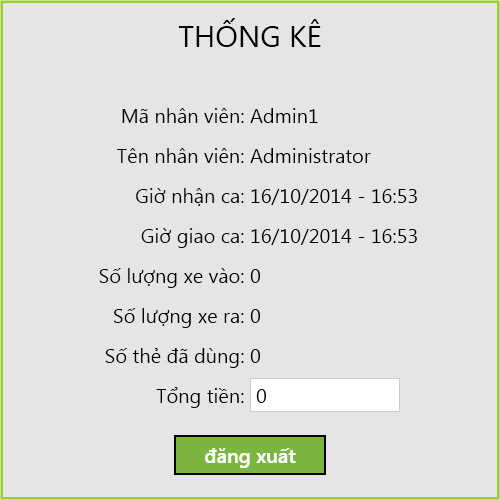 THỐNG KÊ
Mã nhân viên: Admin1
Tên nhân viên: Administrator
Giờ nhận ca: 16/10/2014 - 16:53
Giờ giao ca: 16/10/2014 - 16:53
Số lượng xe vào: 0
Số lượng xe ra: 0
Số thẻ đã dùng: 0
Tổng tiền: 0
đăng xuất